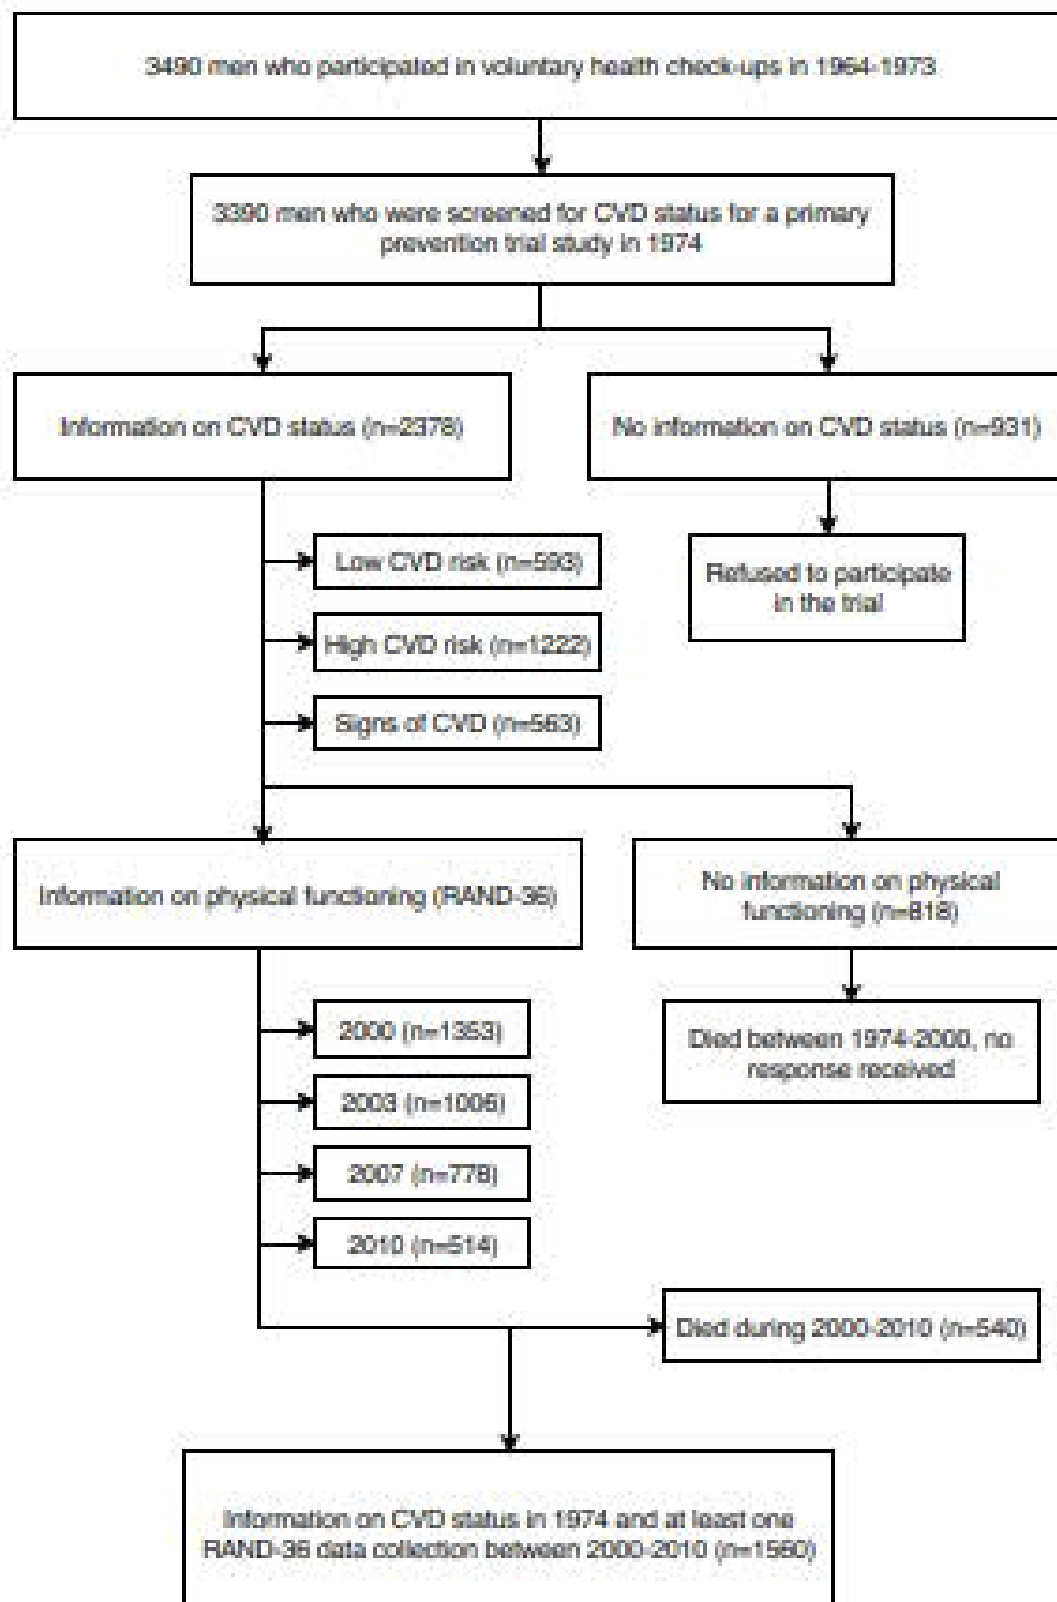 3490 men who participated in voluntary health check-ups in 1964-1973
3390 men who were screened for CVD status for a primary
prevention trial study in 1974
Information on CVD status (n=2378)
No information on CVD status (n=931)
Low CVD risk (n=593)
Refused to participate
in the trial
High CVD risk (n=1222)
Signs of CVD (n=563)
Information on physical functioning (RAND-36)
No information on physical
functioning (n=818)
2000 (n=1353)
Died between 1974-2000, no
response received
2003 (n=1006)
2007 (n=778)
2010 (n=514)
Died during 2000-2010 (n=540)
Information on CVD status in 1974 and at least one
RAND-36 data collection between 2000-2010 (n=1560)